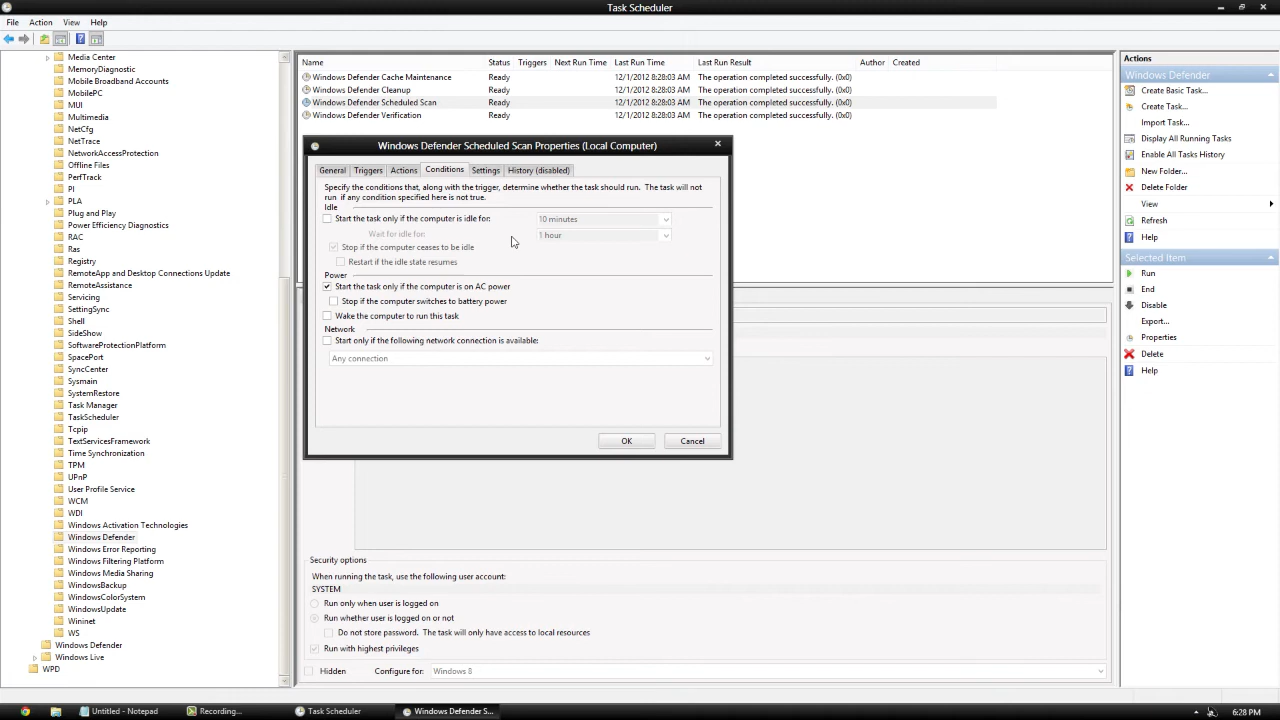 Task Scheduler
File Action View Help
Media Center
MemoryDiagnostic
Mobile Broadband Accounts
MobilePC
MUI
Multimedia
NetCfg
NetTrace
NetworkAccessProtection
Offline Files
PerfTrack
PI
PLA
Plug and Play
Power Efficiency Diagnostics
RAC
Ras
Registry
RemoteApp and Desktop Connections Update
RemoteAssistance
Servicing
SettingSync
Shell
SideShow
SoftwareProtectionPlatform
SpacePort
SyncCenter
Sysmain
SystemRestore
Task Manager
TaskScheduler
Tcpip
TextServicesFramework
Time Synchronization
TPM
UPnP
User Profile Service
WCM
WDI
Windows Activation Technologies
Windows Defender
Windows Error Reporting
Windows Filtering Platform
Windows Media Sharing
WindowsBackup
WindowsColorSystem
WindowsUpdate
Wininet
WS
Windows Defender
Windows Live
WPD
Name Status Triggers Next Run Time Last Run Time Last Run Result Author Created
Windows Defender Cache Maintenance Ready 12/1/2012 8:28:03 AM The operation completed successfully. (0x0)
Windows Defender Cleanup Ready 12/1/2012 8:28:03 AM The operation completed successfully. (0x0)
Windows Defender Scheduled Scan Ready 12/1/2012 8:28:03 AM The operation completed successfully. (0x0)
Windows Defender Verification Ready 12/1/2012 8:28:03 AM The operation completed successfully. (0x0)
Windows Defender Scheduled Scan Properties (Local Computer)
General Triggers Actions Conditions Settings History (disabled)
Specify the conditions that, along with the trigger, determine whether the task should run. The task will not
run if any condition specified here is not true.
Idle
Start the task only if the computer is idle for: 10 minutes
Wait for idle for: 1 hour
Stop if the computer ceases to be idle
Restart if the idle state resumes
Power
Start the task only if the computer is on AC power
Stop if the computer switches to battery power
Wake the computer to run this task
Network
Start only if the following network connection is available:
Any connection
OK Cancel
Security options
When running the task, use the following user account:
SYSTEM
Run only when user is logged on
Run whether user is logged on or not
Do not store password. The task will only have access to local resources
Run with highest privileges
Hidden Configure for: Windows 8
Actions
Windows Defender
Create Basic Task...
Create Task...
Import Task...
Display All Running Tasks
Enable All Tasks History
New Folder...
Delete Folder
View
Refresh
Help
Selected Item
Run
End
Disable
Export...
Properties
Delete
Help
Untitled - Notepad Recording... Task Scheduler Windows Defender S... 6:28 PM